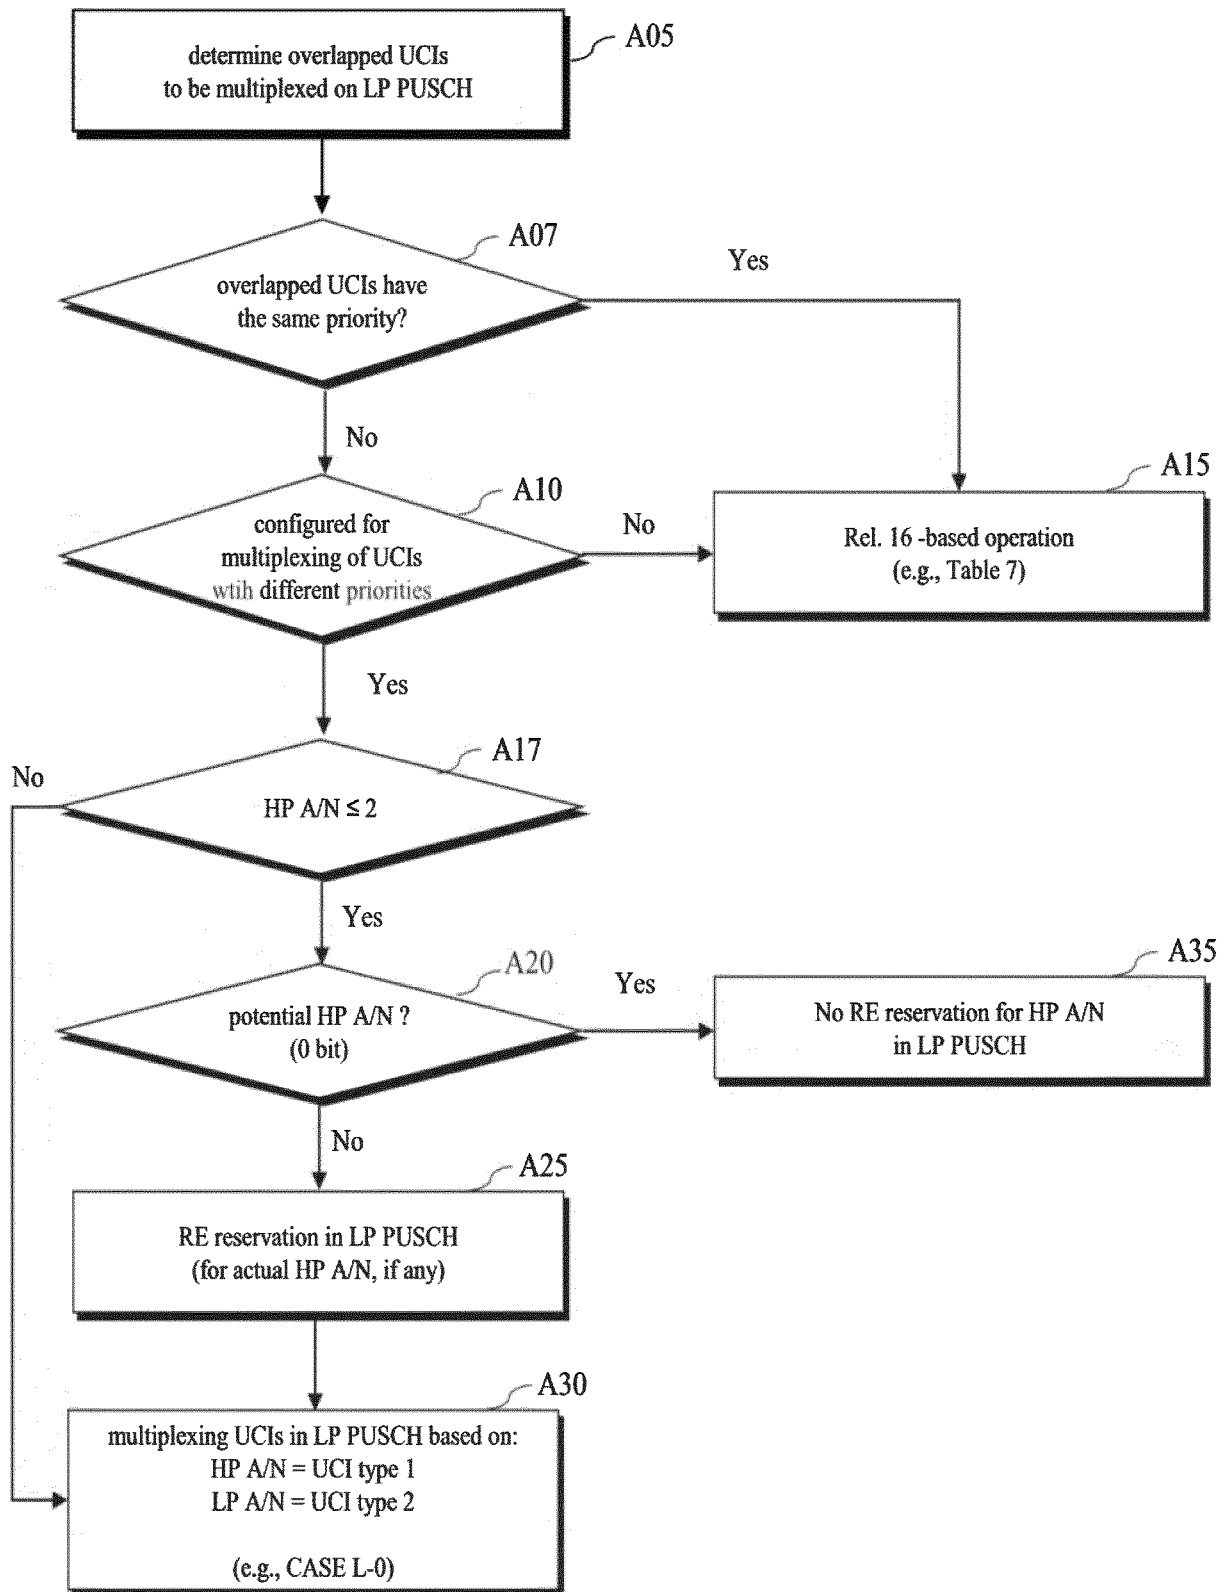 determine overlapped UCIs
to be multiplexed on LP PUSCH
A05
A07
overlapped UCIs have
the same priority?
Yes
No
A10
configured for
multiplexing of UCIs
wtih different priorities
No
A15
Rel. 16 -based operation
(e.g., Table 7)
Yes
A17
No
HP A/N ≤ 2
Yes
A20
potential HP A/N ?
(0 bit)
Yes
A35
No RE reservation for HP A/N
in LP PUSCH
No
A25
RE reservation in LP PUSCH
(for actual HP A/N, if any)
A30
multiplexing UCIs in LP PUSCH based on:
HP A/N = UCI type 1
LP A/N = UCI type 2
(e.g., CASE L-0)